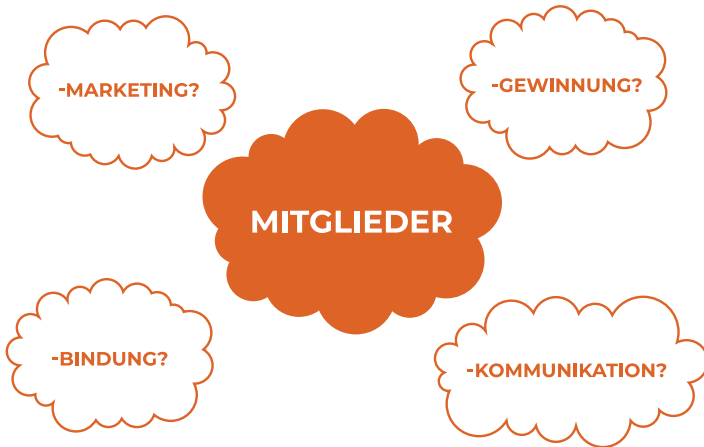 -MARKETING?
-GEWINNUNG?
MITGLIEDER
-BINDUNG?
-KOMMUNIKATION?